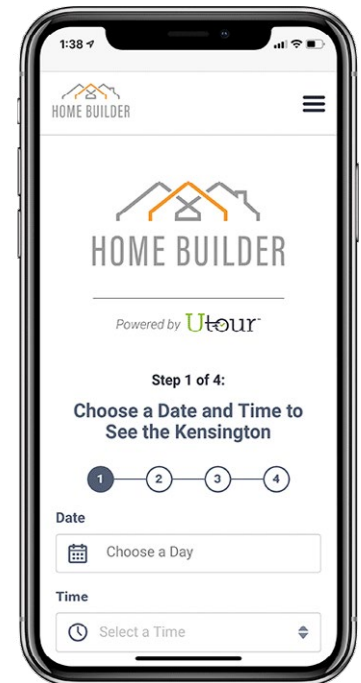 1:38
HOME BUILDER
HOME BUILDER
Powered by Utour
Step 1 of 4:
Choose a Date and Time to
See the Kensington
1 2 3 4
Date
Choose a Day
Time
Select a Time